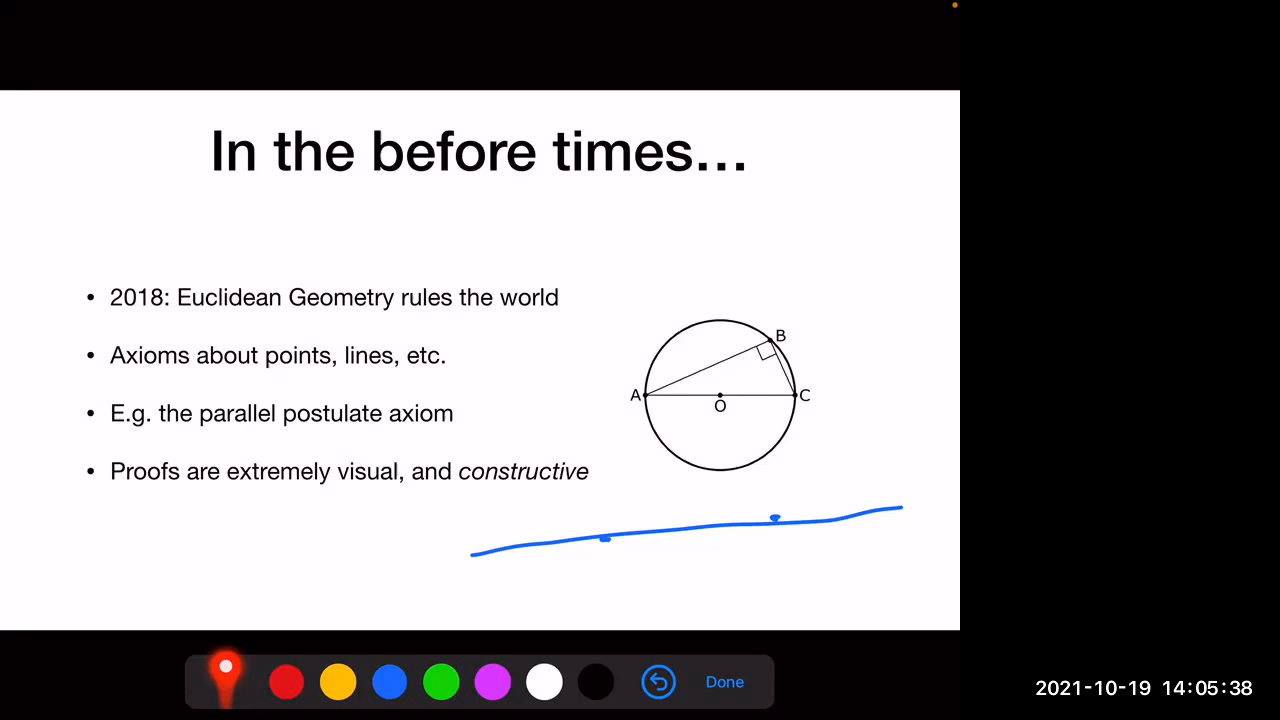 In the before times…
• 2018: Euclidean Geometry rules the world
• Axioms about points, lines, etc.
• E.g. the parallel postulate axiom
• Proofs are extremely visual, and constructive
B
A
O
C
Done
2021-10-19 14:05:38